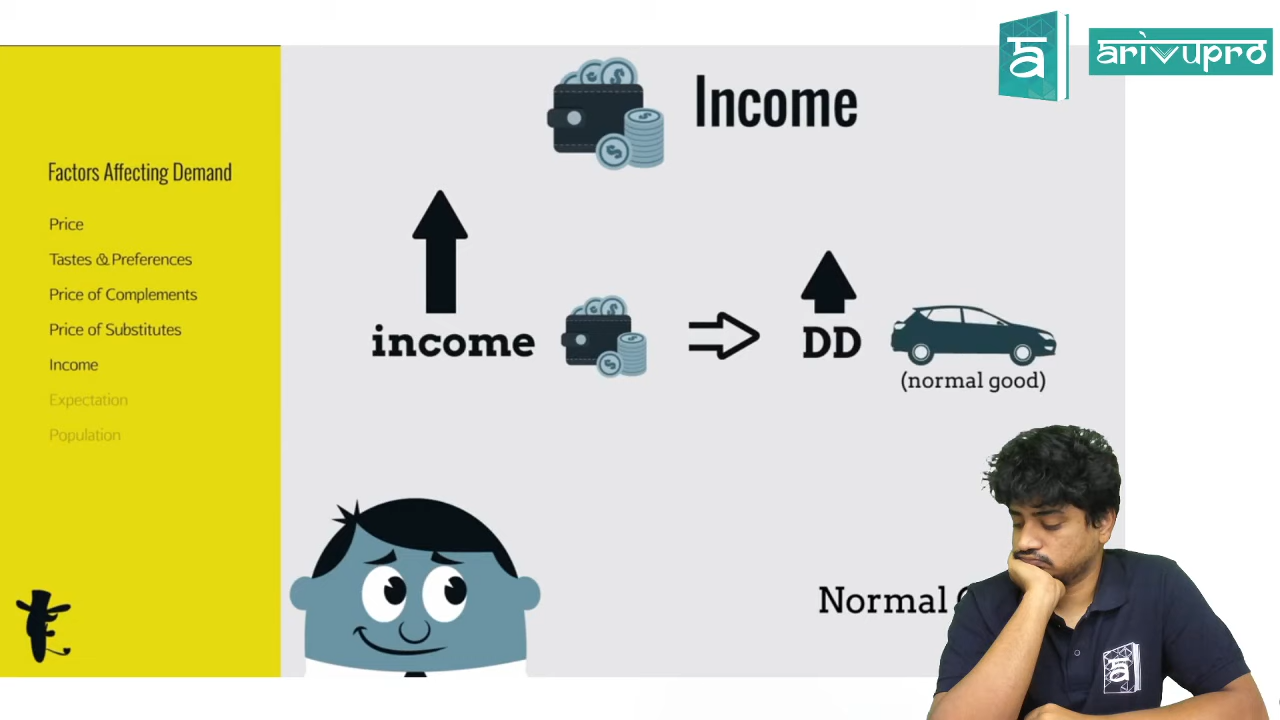 arivupro
Income
Factors Affecting Demand
Price
Tastes & Preferences
Price of Complements
Price of Substitutes
Income
Expectation
Population
income
DD
(normal good)
Normal